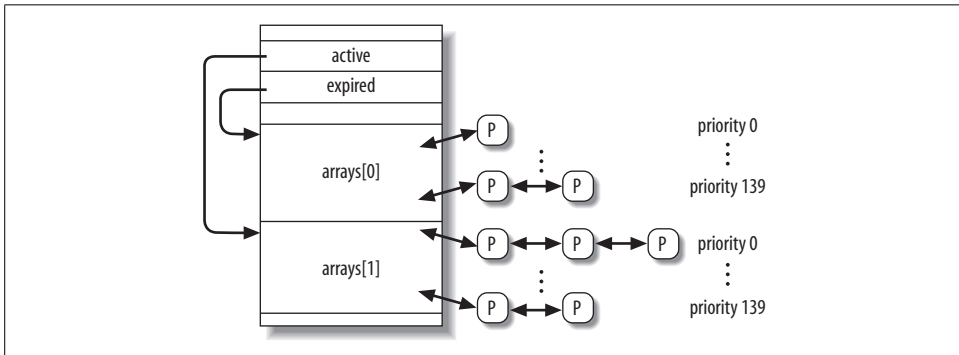 active
expired
P
priority 0
arrays[0]
P P
priority 139
P P P
priority 0
arrays[1]
P P
priority 139